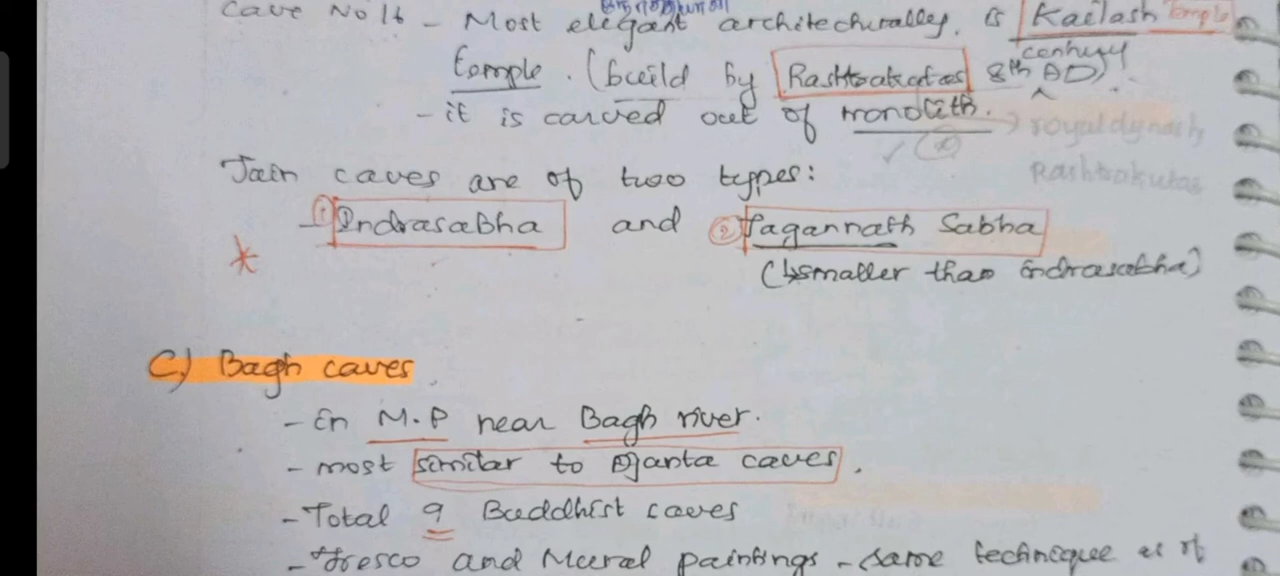 Cave No 16 - Most elegant architecturally, is Kailash Temple
temple. (build by Rashtrakutas 8th century AD)
- it is carved out of monolith. → royal dynasty
Rashtrakutas
Jain caves are of two types:
① Indrasabha and ② Jagannath Sabha
(↳smaller than indrasabha)
C) Bagh caves
- in M.P near Bagh river.
- most similar to Ajanta caves.
- Total 9 Buddhist caves
- Fresco and Mural paintings - same technique as of